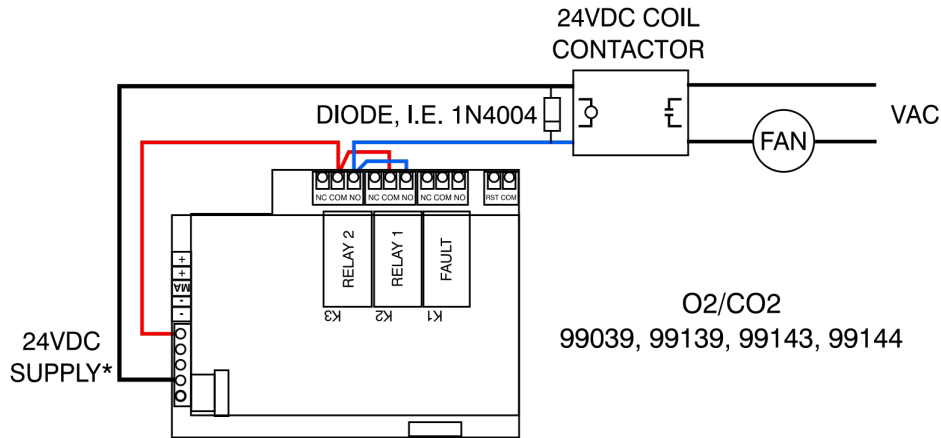 24VDC COIL
CONTACTOR
DIODE, I.E. 1N4004
VAC
FAN
NC COM NO
NC COM NO
NC COM NO
RST COM
RELAY 2
RELAY 1
FAULT
K3
K2
K1
+
+
MA
-
-
24VDC
SUPPLY*
O2/CO2
99039, 99139, 99143, 99144